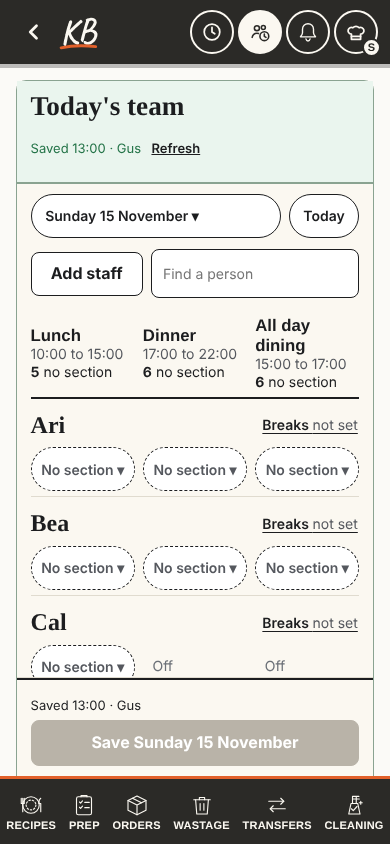 KB
S
Today's team
Saved 13:00 · Gus Refresh
Sunday 15 November ▾ Today
Add staff Find a person
Lunch Dinner All day dining
10:00 to 15:00 17:00 to 22:00 15:00 to 17:00
5 no section 6 no section 6 no section
Ari Breaks not set
No section ▾ No section ▾ No section ▾
Bea Breaks not set
No section ▾ No section ▾ No section ▾
Cal Breaks not set
No section ▾ Off Off
Saved 13:00 · Gus
Save Sunday 15 November
RECIPES PREP ORDERS WASTAGE TRANSFERS CLEANING